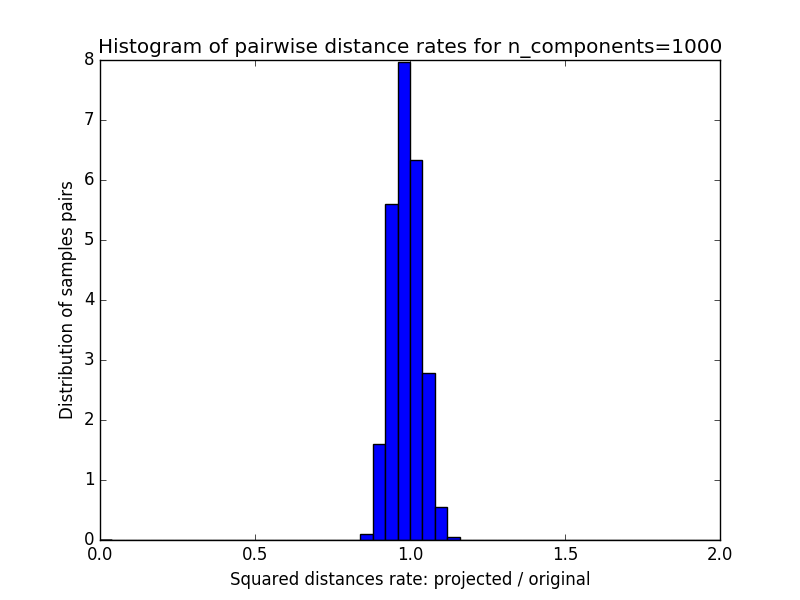 Histogram of pairwise distance rates for n_components=1000
8
7
6
5
4
3
2
1
0
Distribution of samples pairs
0.0 0.5 1.0 1.5 2.0
Squared distances rate: projected / original